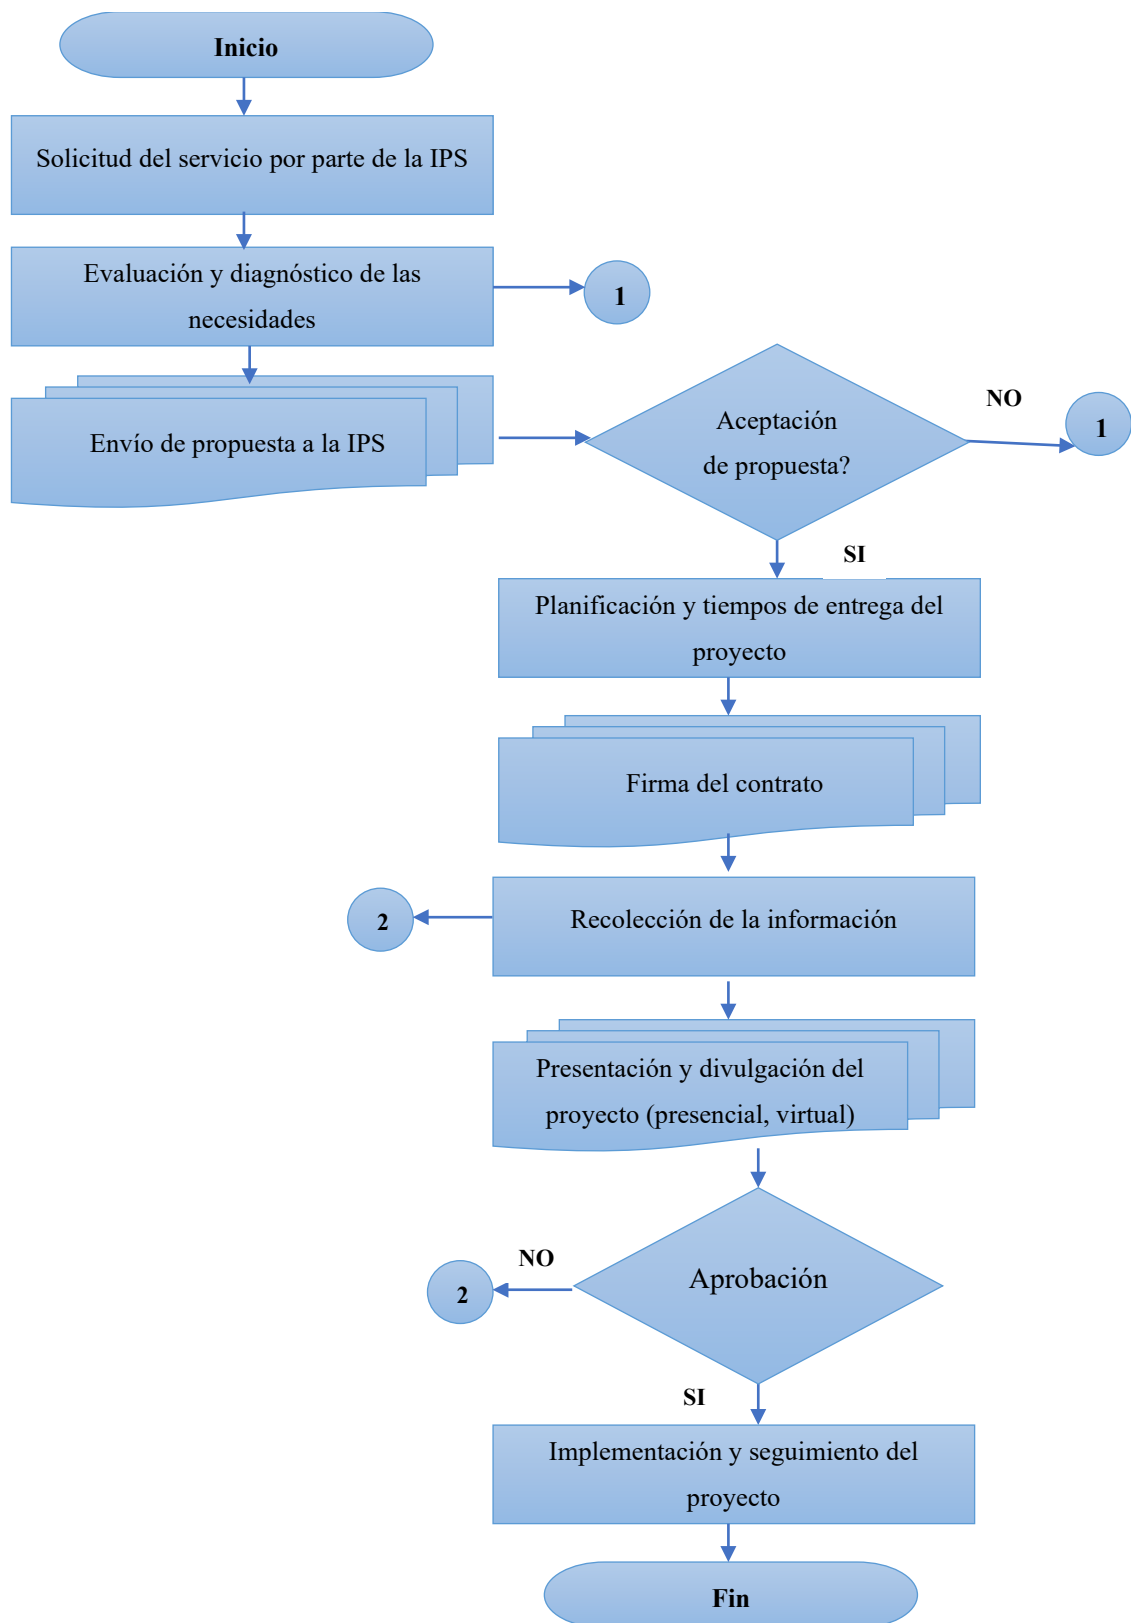 Inicio
Solicitud del servicio por parte de la IPS
Evaluación y diagnóstico de las
necesidades
1
Envío de propuesta a la IPS
Aceptación
de propuesta?
NO
1
SI
Planificación y tiempos de entrega del
proyecto
Firma del contrato
Recolección de la información
2
Presentación y divulgación del
proyecto (presencial, virtual)
Aprobación
NO
2
SI
Implementación y seguimiento del
proyecto
Fin